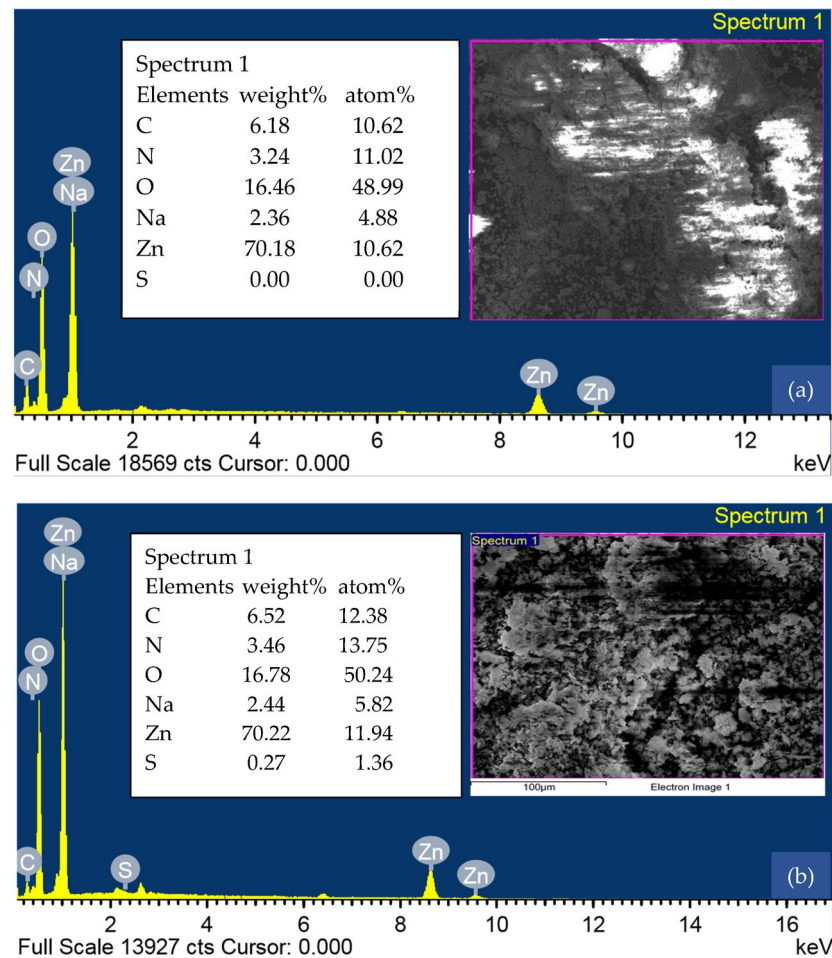 Spectrum 1
Spectrum 1
Elements weight% atom%
C 6.18 10.62
N 3.24 11.02
O 16.46 48.99
Na 2.36 4.88
Zn 70.18 10.62
S 0.00 0.00
Zn
Na
O
N
C
Zn
Zn
(a)
2 4 6 8 10 12
Full Scale 18569 cts Cursor: 0.000 keV
Spectrum 1
Spectrum 1
Elements weight% atom%
C 6.52 12.38
N 3.46 13.75
O 16.78 50.24
Na 2.44 5.82
Zn 70.22 11.94
S 0.27 1.36
Spectrum 1
100µm Electron Image 1
Zn
Na
O
N
C
S
Zn
Zn
(b)
2 4 6 8 10 12 14 16
Full Scale 13927 cts Cursor: 0.000 keV